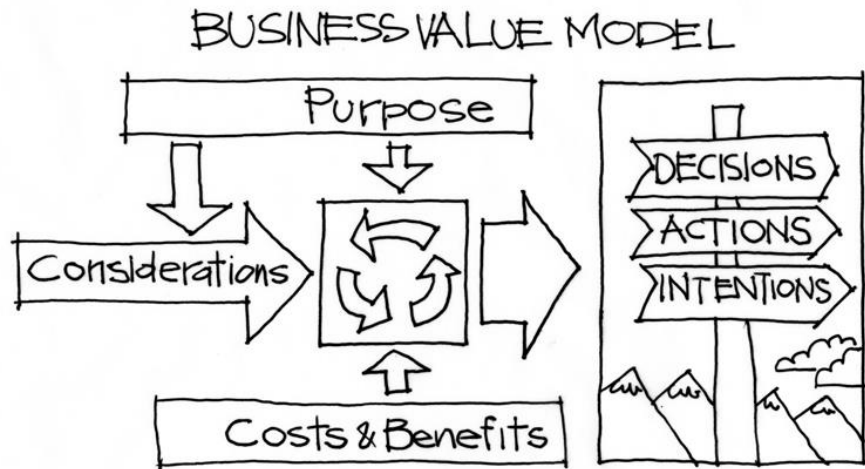 BUSINESS VALUE MODEL
Purpose
Considerations
Costs & Benefits
DECISIONS
ACTIONS
INTENTIONS